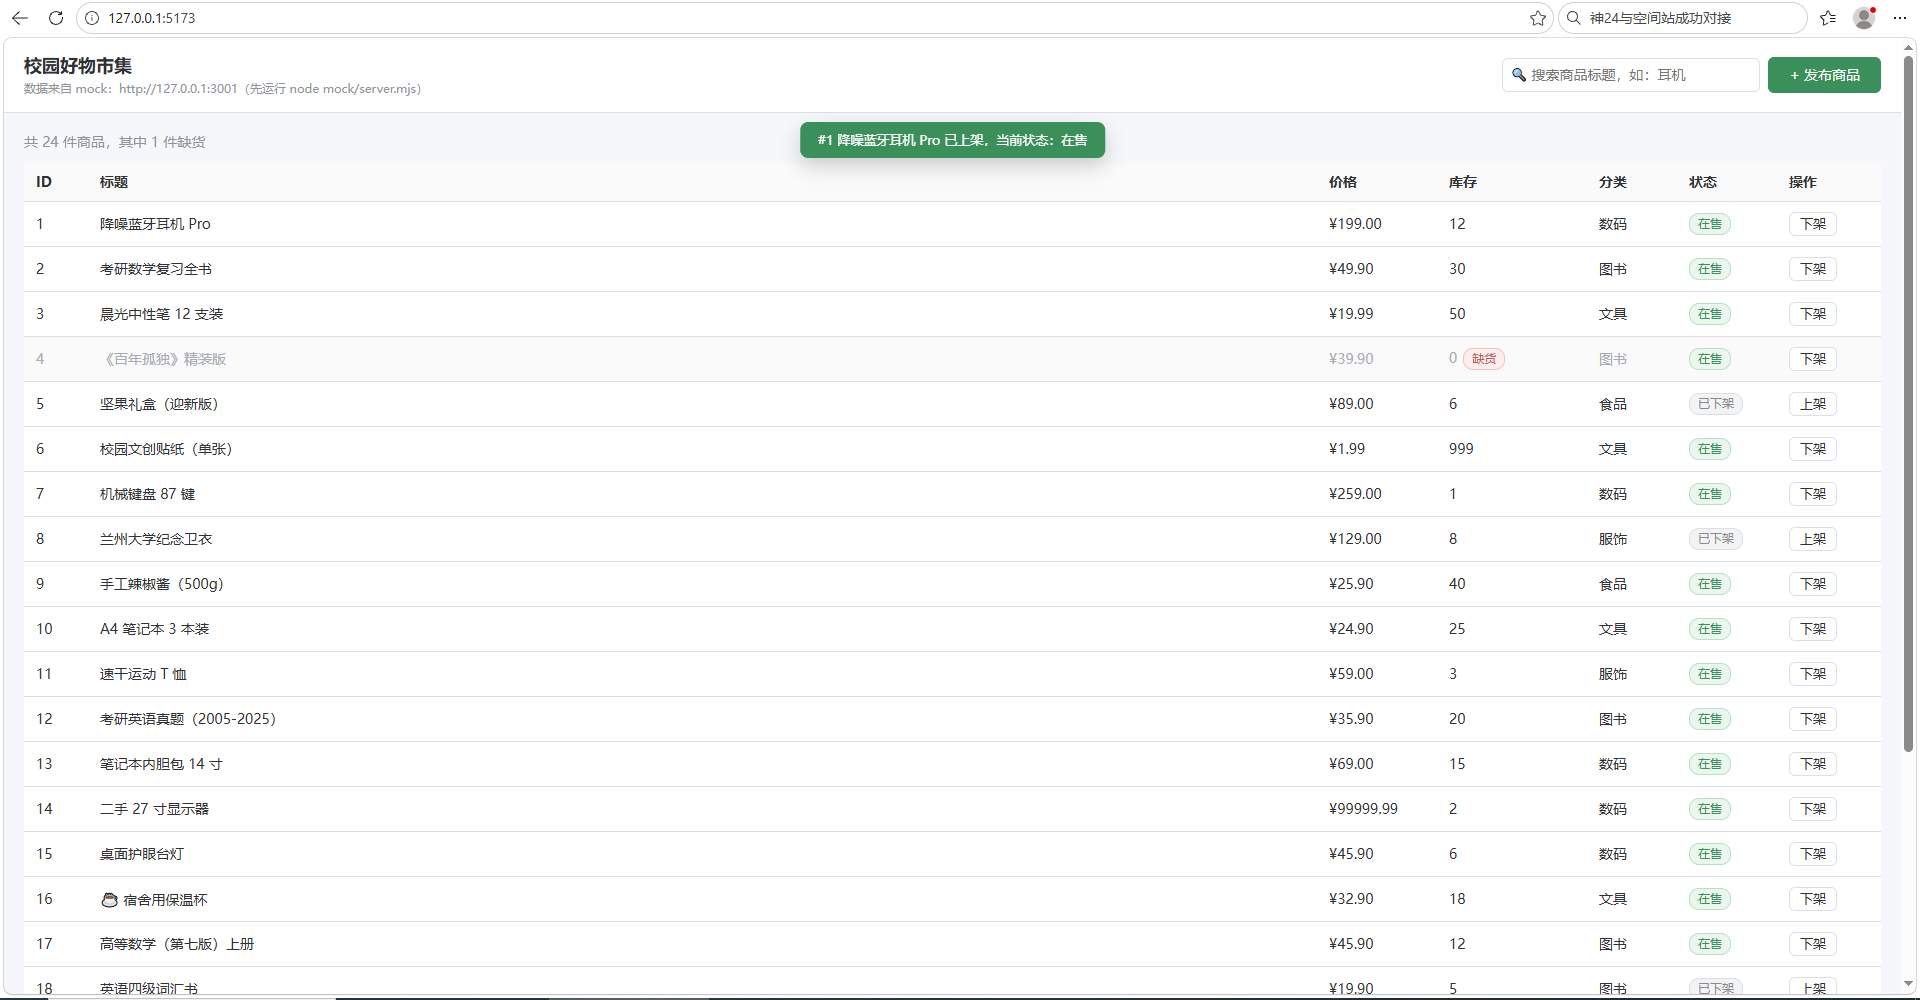 127.0.0.1:5173
神24与空间站成功对接
校园好物市集
数据来自 mock：http://127.0.0.1:3001（先运行 node mock/server.mjs）
搜索商品标题，如：耳机
+ 发布商品
共 24 件商品，其中 1 件缺货
#1 降噪蓝牙耳机 Pro 已上架，当前状态：在售
ID 标题 价格 库存 分类 状态 操作
1 降噪蓝牙耳机 Pro ¥199.00 12 数码 在售 下架
2 考研数学复习全书 ¥49.90 30 图书 在售 下架
3 晨光中性笔 12 支装 ¥19.99 50 文具 在售 下架
4 《百年孤独》精装版 ¥39.90 0 缺货 图书 在售 下架
5 坚果礼盒（迎新版） ¥89.00 6 食品 已下架 上架
6 校园文创贴纸（单张） ¥1.99 999 文具 在售 下架
7 机械键盘 87 键 ¥259.00 1 数码 在售 下架
8 兰州大学纪念卫衣 ¥129.00 8 服饰 已下架 上架
9 手工辣椒酱（500g） ¥25.90 40 食品 在售 下架
10 A4 笔记本 3 本装 ¥24.90 25 文具 在售 下架
11 速干运动 T 恤 ¥59.00 3 服饰 在售 下架
12 考研英语真题（2005-2025） ¥35.90 20 图书 在售 下架
13 笔记本内胆包 14 寸 ¥69.00 15 数码 在售 下架
14 二手 27 寸显示器 ¥99999.99 2 数码 在售 下架
15 桌面护眼台灯 ¥45.90 6 数码 在售 下架
16 宿舍用保温杯 ¥32.90 18 文具 在售 下架
17 高等数学（第七版）上册 ¥45.90 12 图书 在售 下架
18 英语四级词汇书 ¥19.90 5 图书 已下架 上架